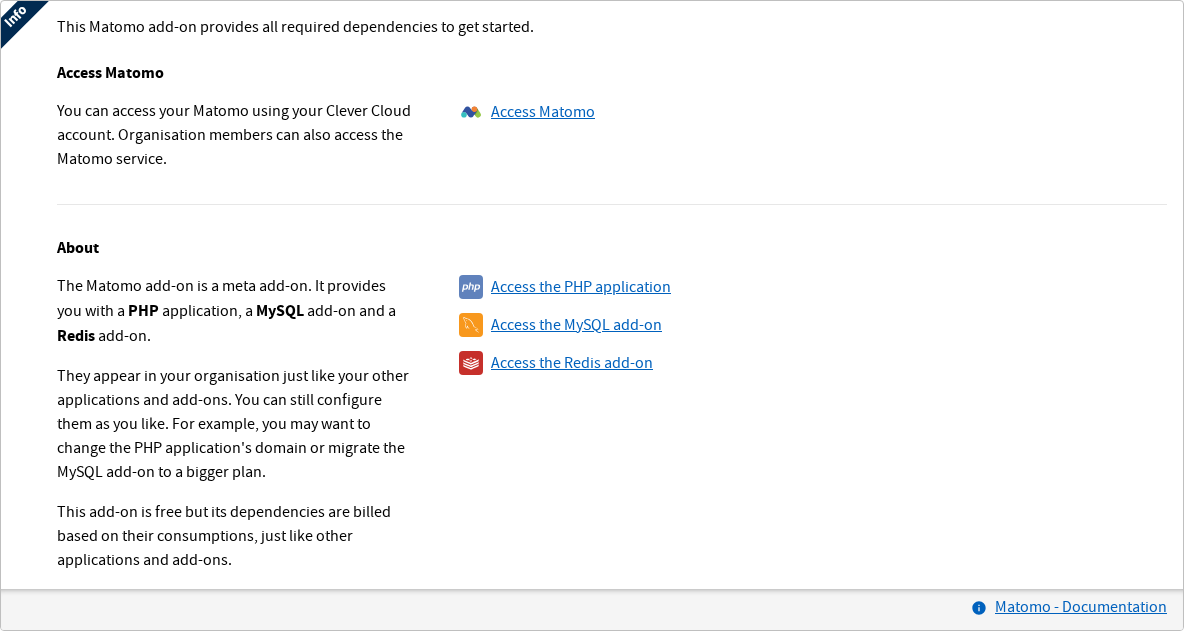 Info
This Matomo add-on provides all required dependencies to get started.
Access Matomo
You can access your Matomo using your Clever Cloud
account. Organisation members can also access the
Matomo service.
Access Matomo
About
The Matomo add-on is a meta add-on. It provides
you with a PHP application, a MySQL add-on and a
Redis add-on.
They appear in your organisation just like your other
applications and add-ons. You can still configure
them as you like. For example, you may want to
change the PHP application's domain or migrate the
MySQL add-on to a bigger plan.
This add-on is free but its dependencies are billed
based on their consumptions, just like other
applications and add-ons.
php
Access the PHP application
Access the MySQL add-on
Access the Redis add-on
Matomo - Documentation